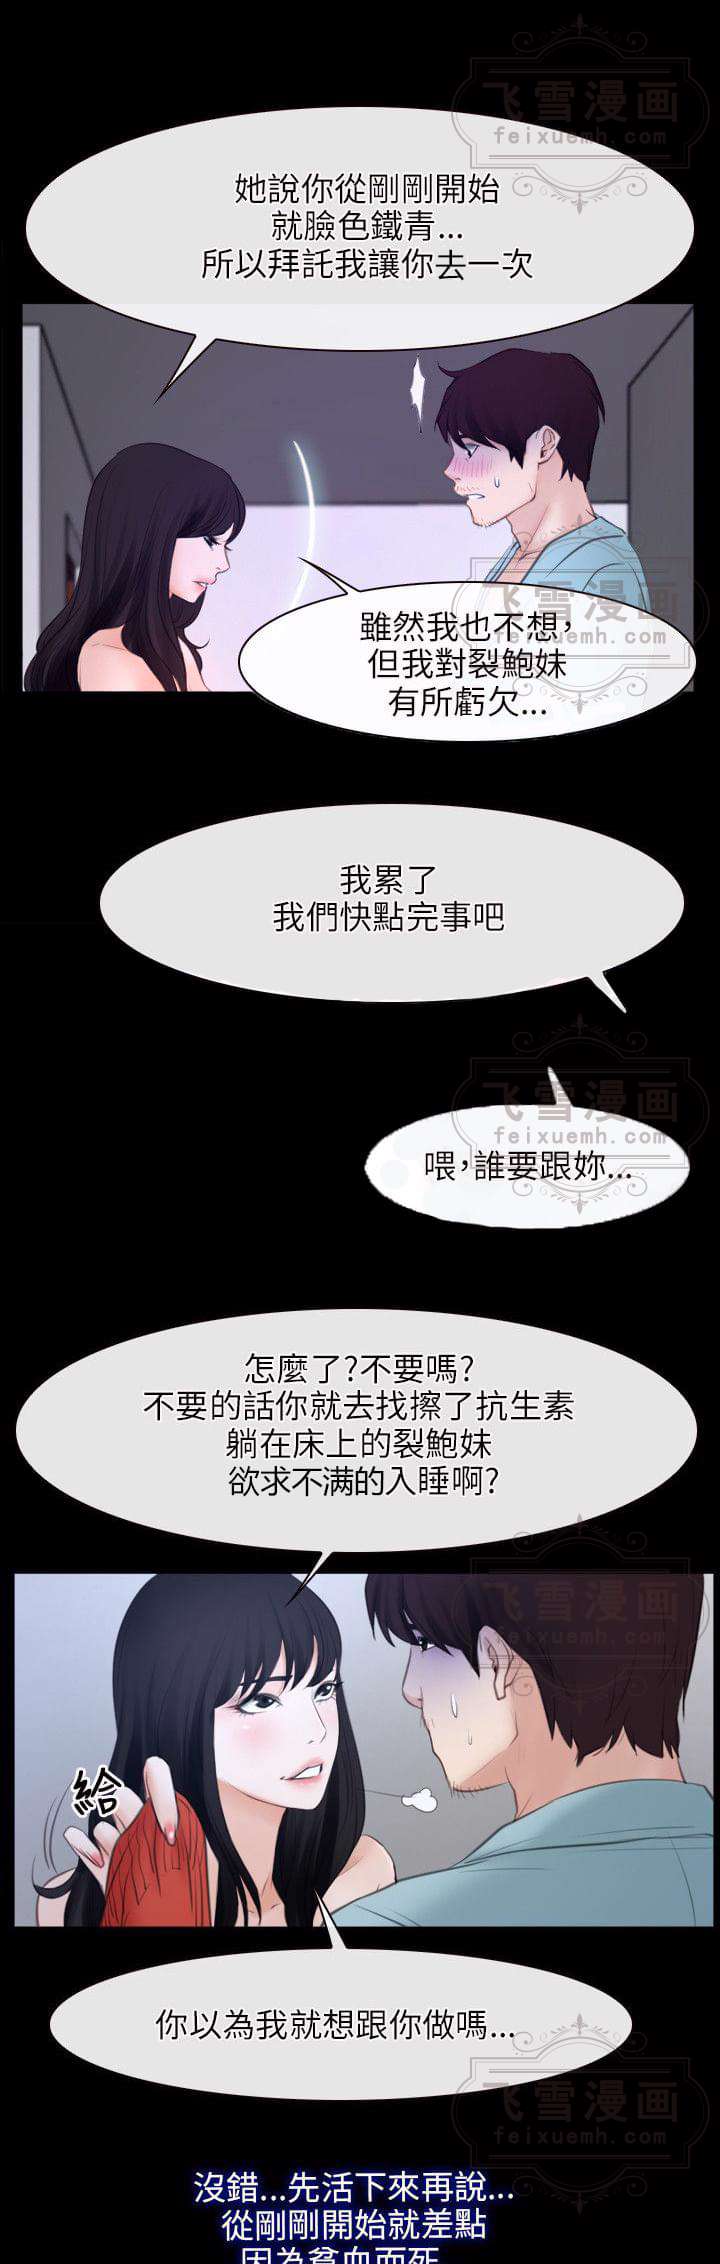 飞雪漫画
feixuemh.com
她說你從剛剛開始
就臉色鐵青...
所以拜託我讓你去一次
飞雪漫画
feixuemh.com
雖然我也不想，
但我對裂鮑妹
有所虧欠...
我累了
我們快點完事吧
飞雪漫画
feixuemh.com
喂，誰要跟妳...
怎麼了?不要嗎?
不要的話你就去找擦了抗生素
躺在床上的裂鮑妹
欲求不满的入睡啊?
飞雪漫画
feixuemh.com
給
你以為我就想跟你做嗎...
飞雪漫画
feixuemh.com
沒錯...先活下來再說...
從剛剛開始就差點
因為貧血而死